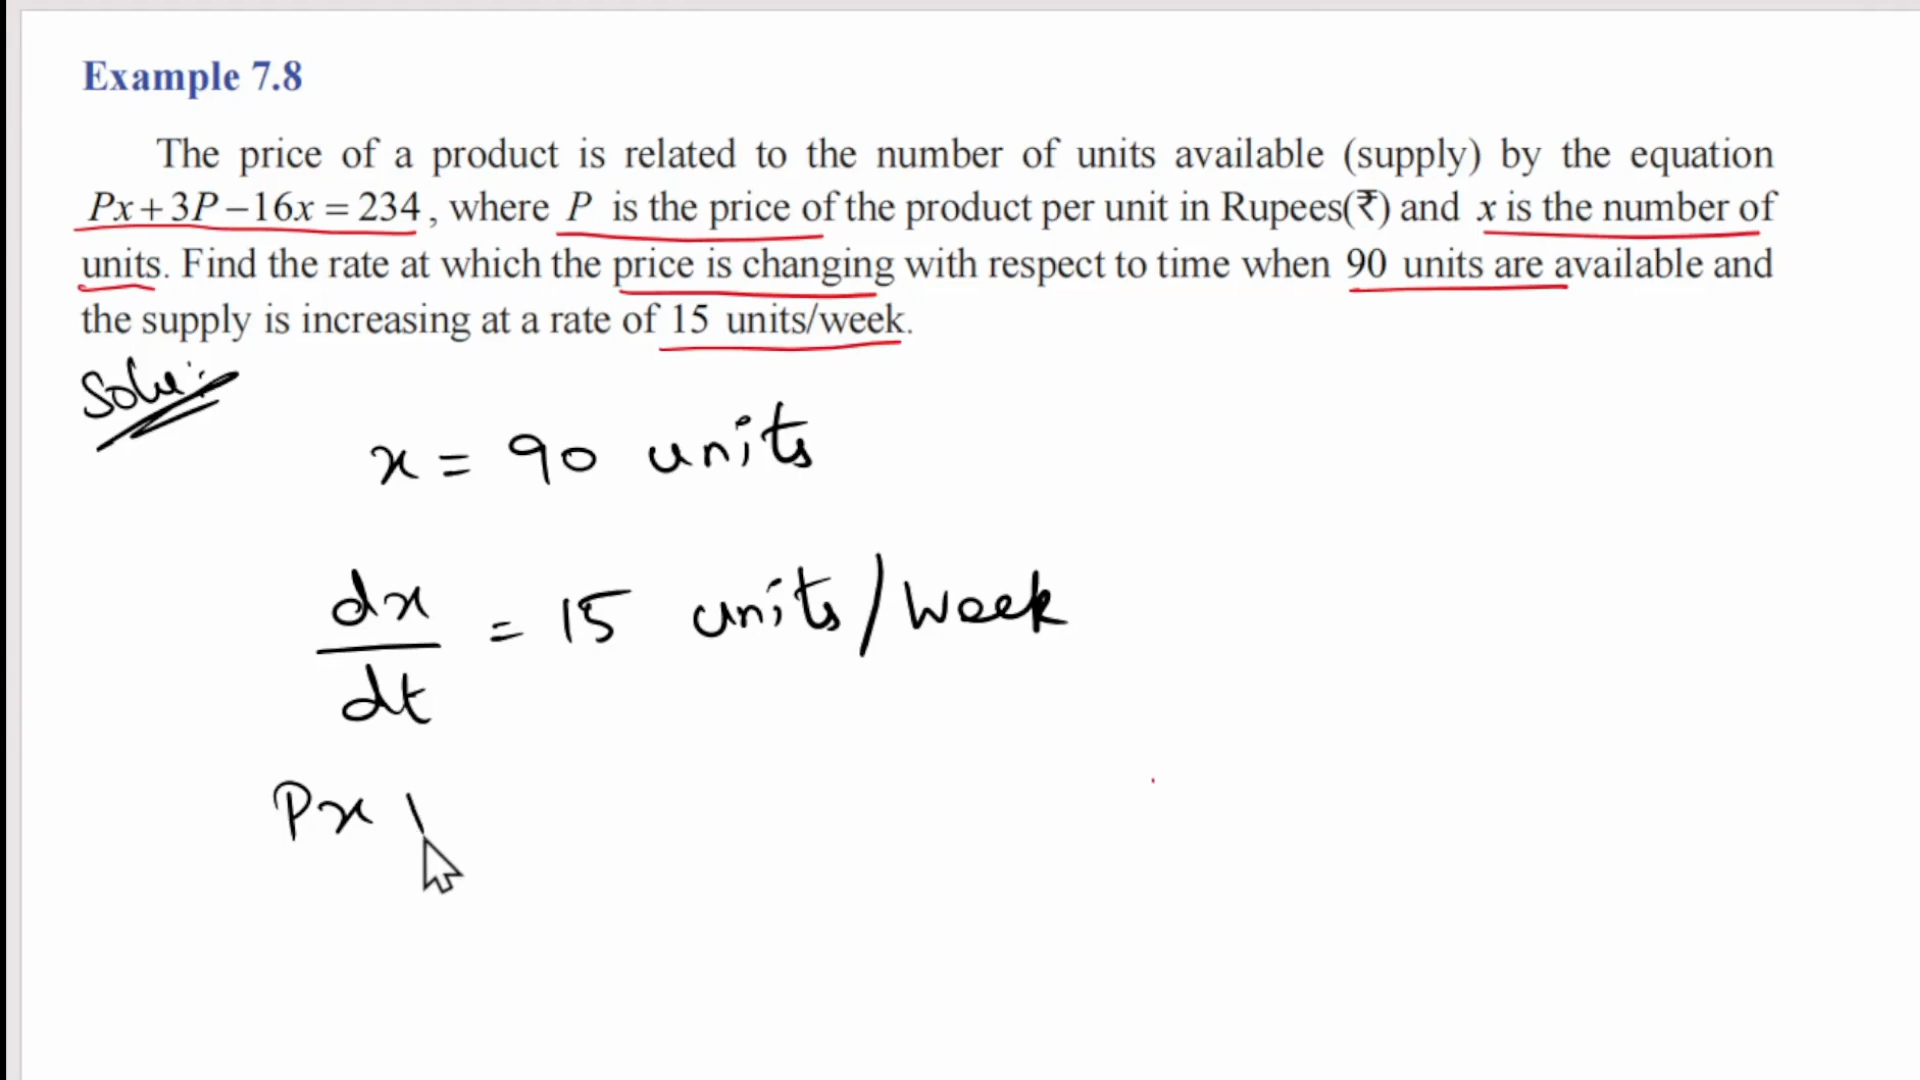 Example 7.8
The price of a product is related to the number of units available (supply) by the equation
Px + 3P − 16x = 234 , where P is the price of the product per unit in Rupees(₹) and x is the number of
units. Find the rate at which the price is changing with respect to time when 90 units are available and
the supply is increasing at a rate of 15 units/week.
Solu:
x = 90 units
dx/dt = 15 units/week
Px